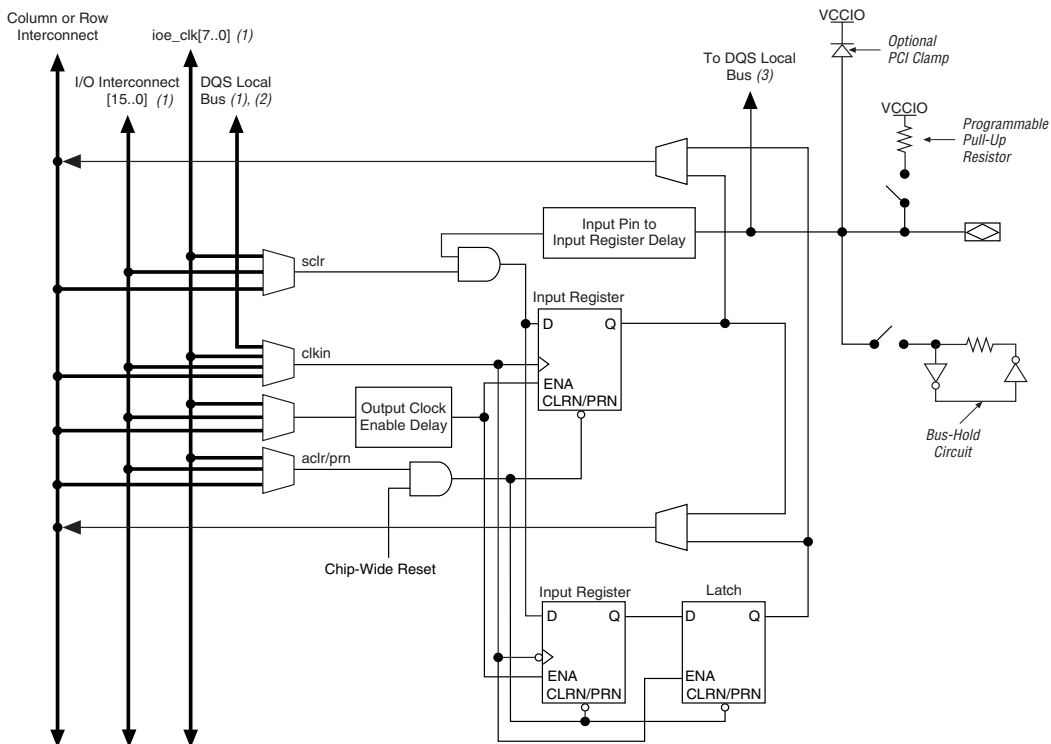 Column or Row
Interconnect
ioe_clk[7..0] (1)
I/O Interconnect
[15..0] (1)
DQS Local
Bus (1), (2)
To DQS Local
Bus (3)
VCCIO
Optional
PCI Clamp
VCCIO
Programmable
Pull-Up
Resistor
Input Pin to
Input Register Delay
sclr
Input Register
D Q
ENA
CLRN/PRN
clkin
Output Clock
Enable Delay
aclr/prn
Bus-Hold
Circuit
Chip-Wide Reset
Input Register
D Q
ENA
CLRN/PRN
Latch
D Q
ENA
CLRN/PRN